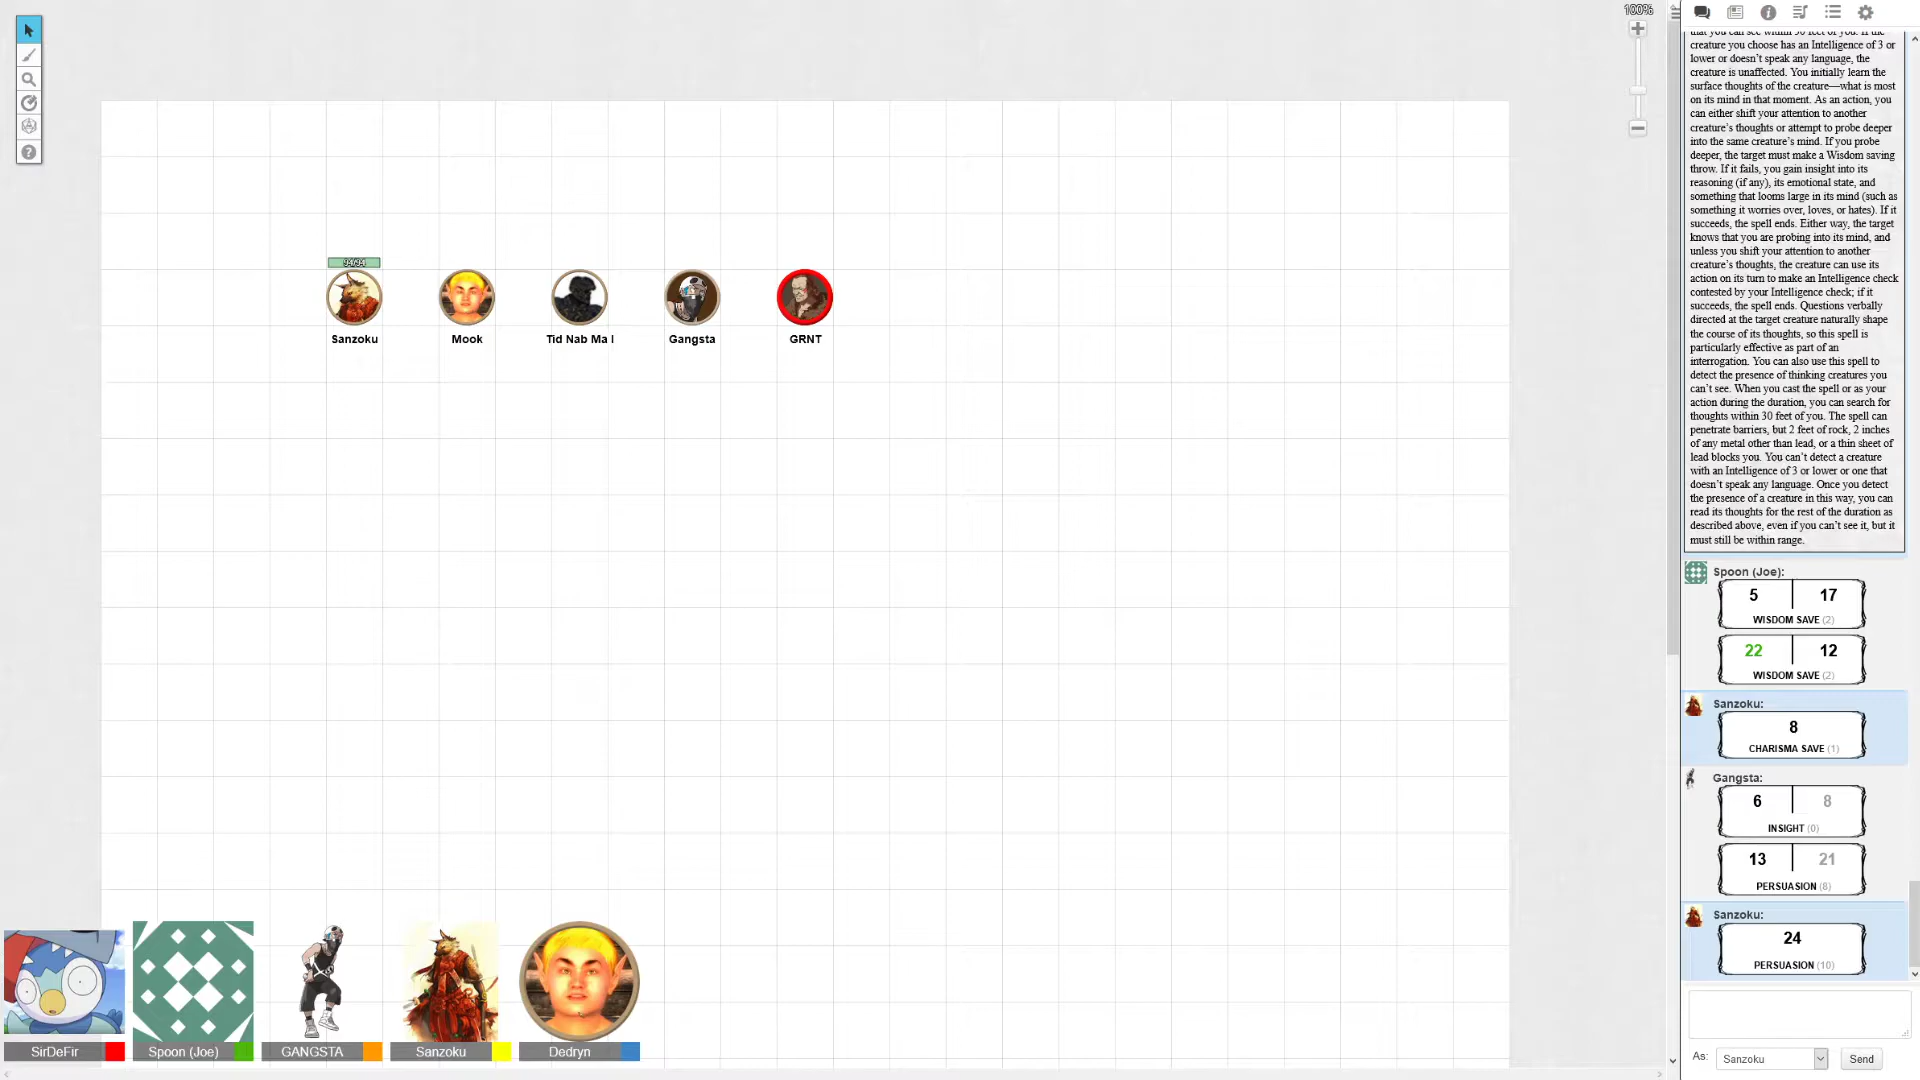 100%
that you can see within 30 feet of you. If the
creature you choose has an Intelligence of 3 or
lower or doesn't speak any language, the
creature is unaffected. You initially learn the
surface thoughts of the creature—what is most
on its mind in that moment. As an action, you
can either shift your attention to another
creature's thoughts or attempt to probe deeper
into the same creature's mind. If you probe
deeper, the target must make a Wisdom saving
throw. If it fails, you gain insight into its
reasoning (if any), its emotional state, and
something that looms large in its mind (such as
something it worries over, loves, or hates). If it
succeeds, the spell ends. Either way, the target
knows that you are probing into its mind, and
unless you shift your attention to another
creature's thoughts, the creature can use its
action on its turn to make an Intelligence check
contested by your Intelligence check; if it
succeeds, the spell ends. Questions verbally
directed at the target creature naturally shape
the course of its thoughts, so this spell is
particularly effective as part of an
interrogation. You can also use this spell to
detect the presence of thinking creatures you
can't see. When you cast the spell or as your
action during the duration, you can search for
thoughts within 30 feet of you. The spell can
penetrate barriers, but 2 feet of rock, 2 inches
of any metal other than lead, or a thin sheet of
lead blocks you. You can't detect a creature
with an Intelligence of 3 or lower or one that
doesn't speak any language. Once you detect
the presence of a creature in this way, you can
read its thoughts for the rest of the duration as
described above, even if you can't see it, but it
must still be within range.
Spoon (Joe):
5 17
WISDOM SAVE (2)
22 12
WISDOM SAVE (2)
Sanzoku:
8
CHARISMA SAVE (1)
Gangsta:
6 8
INSIGHT (0)
13 21
PERSUASION (8)
Sanzoku:
24
PERSUASION (10)
As: Sanzoku Send
94/94
Sanzoku Mook Tid Nab Ma I Gangsta GRNT
SirDeFir Spoon (Joe) GANGSTA Sanzoku Dedryn